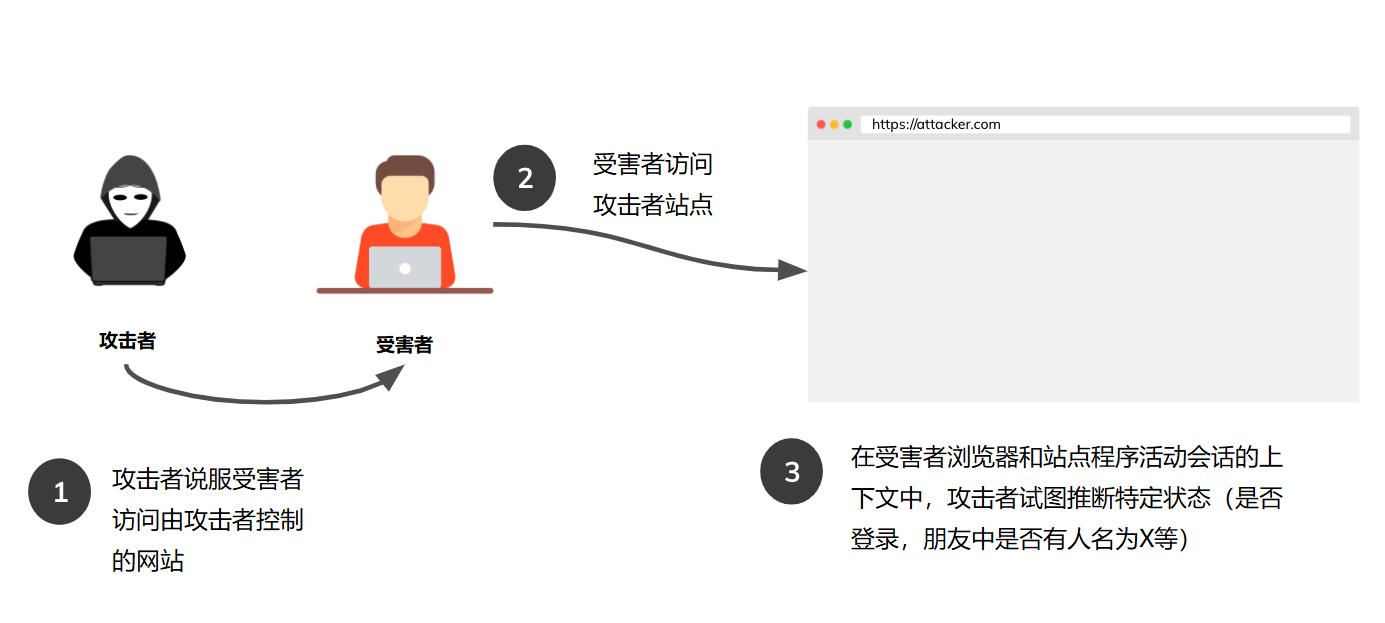 https://attacker.com
2
受害者访问
攻击者站点
攻击者
受害者
1
攻击者说服受害者
访问由攻击者控制
的网站
3
在受害者浏览器和站点程序活动会话的上
下文中，攻击者试图推断特定状态（是否
登录，朋友中是否有人名为X等）